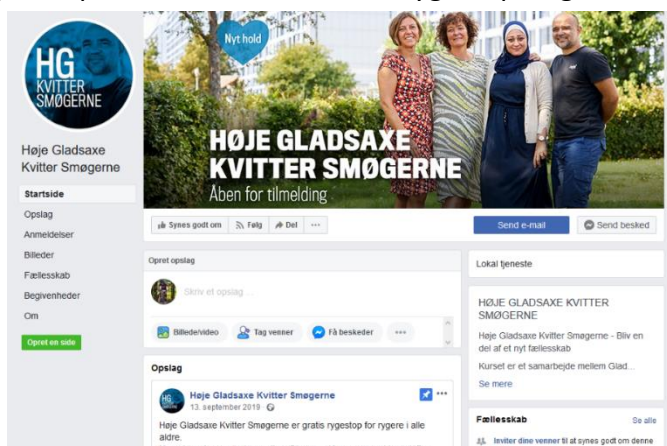 HG
KVITTER
SMØGERNE
Høje Gladsaxe
Kvitter Smøgerne
Startside
Opslag
Anmeldelser
Billeder
Fællesskab
Begivenheder
Om
Opret en side
Nyt hold
HØJE GLADSAXE
KVITTER SMØGERNE
Åben for tilmelding
Synes godt om
Følg
Del
Send e-mail
Send besked
Opret opslag
Skriv et opslag ...
Billede/video
Tag venner
Få beskeder
Opslag
HG
KVITTER
SMØGERNE
Høje Gladsaxe Kvitter Smøgerne
13. september 2019 ·
Høje Gladsaxe Kvitter Smøgerne er gratis rygestop for rygere i alle
aldre.
Lokal tjeneste
HØJE GLADSAXE KVITTER
SMØGERNE
Høje Gladsaxe Kvitter Smøgerne - Bliv en
del af et nyt fællesskab
Kurset er et samarbejde mellem Glad...
Se mere
Fællesskab
Se alle
Inviter dine venner til at synes godt om denne